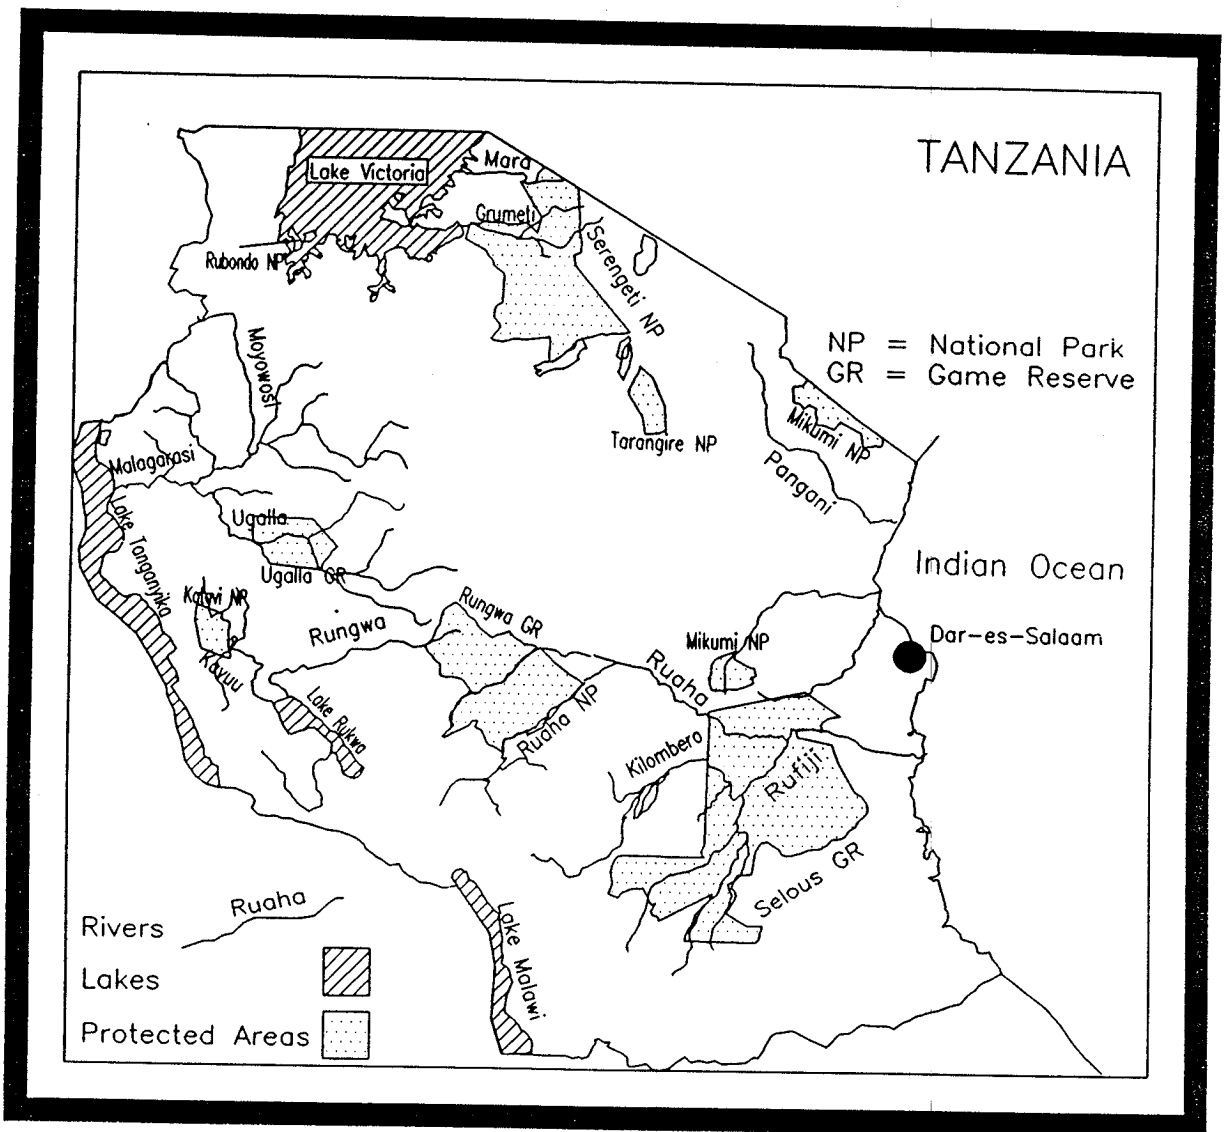 TANZANIA
Lake Victoria
Mara
Grumeti
Rubondo NP
Serengeti NP
NP = National Park
GR = Game Reserve
Moyowosi
Tarangire NP
Mikumi NP
Malagarasi
Pangani
Lake Tanganyika
Ugalla
Ugalla GR
Indian Ocean
Katavi NP
Rungwa GR
Rungwa
Mikumi NP
Dar-es-Salaam
Ruaha
Kavuu
Lake Rukwa
Ruaha NP
Kilombero
Rufiji
Selous GR
Lake Malawi
Rivers Ruaha
Lakes
Protected Areas